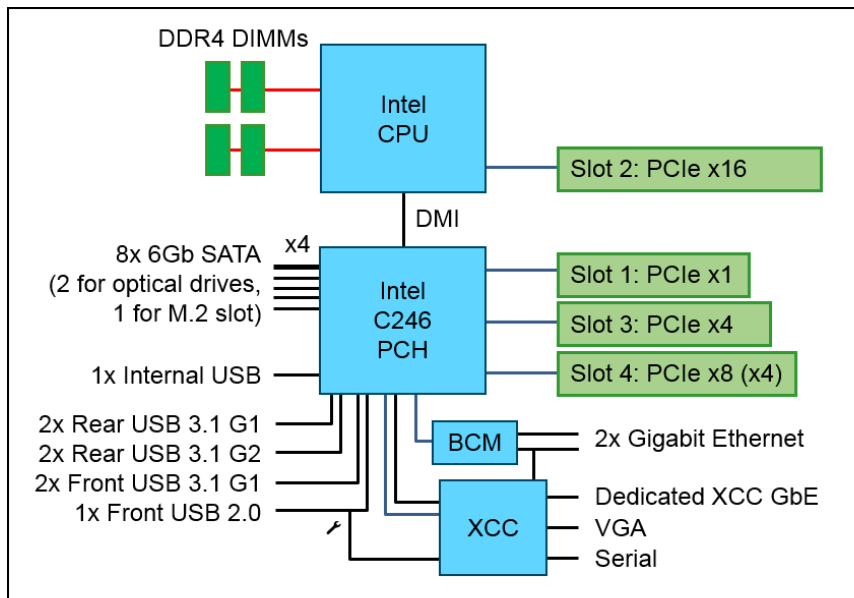 DDR4 DIMMs
Intel
CPU
Slot 2: PCIe x16
DMI
8x 6Gb SATA
(2 for optical drives,
1 for M.2 slot)
x4
Intel
C246
PCH
Slot 1: PCIe x1
Slot 3: PCIe x4
Slot 4: PCIe x8 (x4)
1x Internal USB
2x Rear USB 3.1 G1
2x Rear USB 3.1 G2
2x Front USB 3.1 G1
1x Front USB 2.0
BCM
2x Gigabit Ethernet
XCC
Dedicated XCC GbE
VGA
Serial